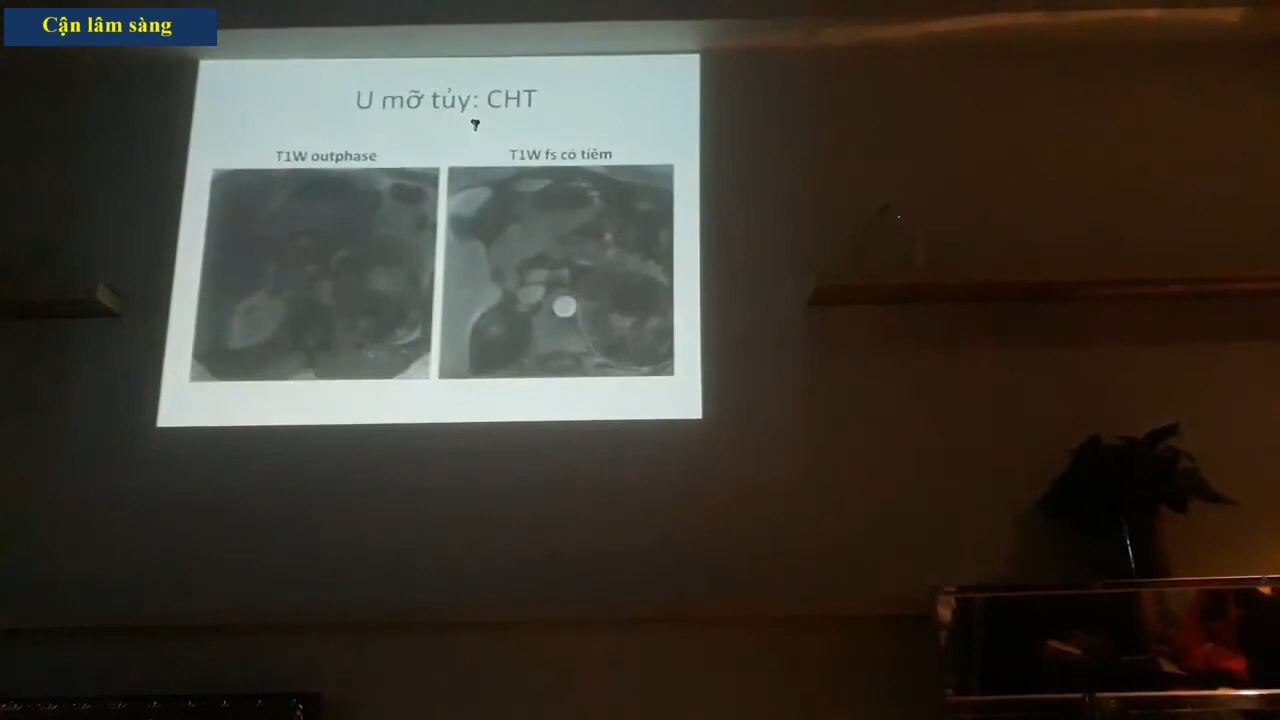 Cận lâm sàng
U mỡ tủy: CHT
T1W outphase
T1W fs có tiêm